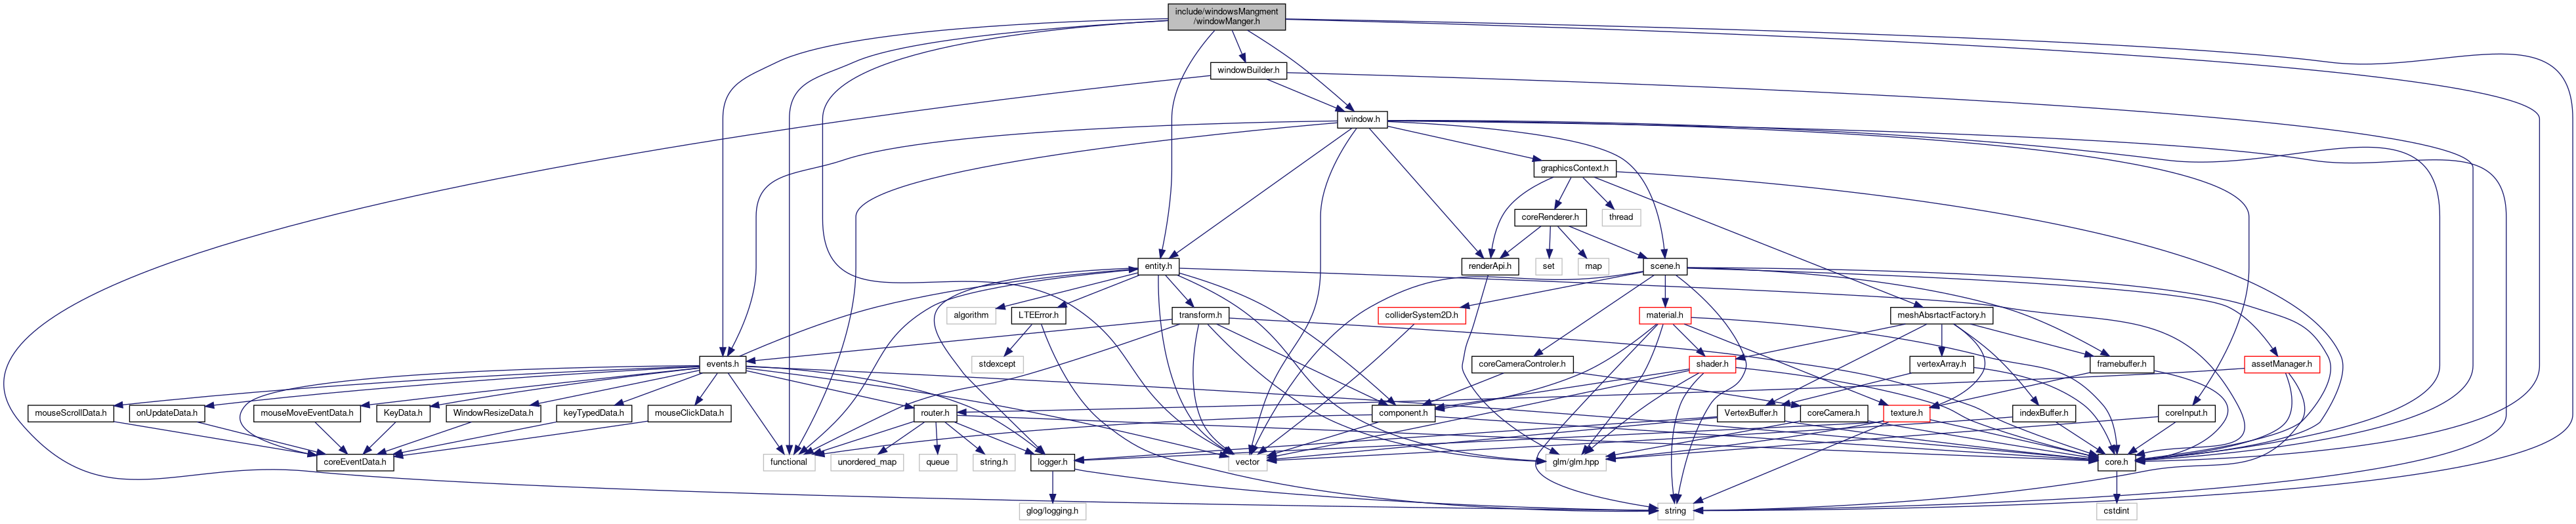 include/windowsMangment
/windowManger.h
windowBuilder.h
window.h
graphicsContext.h
coreRenderer.h
thread
entity.h
renderApi.h
set
map
scene.h
algorithm
LTEError.h
transform.h
colliderSystem2D.h
material.h
meshAbsrtactFactory.h
events.h
stdexcept
coreCameraControler.h
shader.h
vertexArray.h
framebuffer.h
assetManager.h
mouseScrollData.h
onUpdateData.h
mouseMoveEventData.h
KeyData.h
WindowResizeData.h
keyTypedData.h
mouseClickData.h
router.h
component.h
VertexBuffer.h
coreCamera.h
texture.h
indexBuffer.h
coreInput.h
coreEventData.h
functional
unordered_map
queue
string.h
logger.h
vector
glm/glm.hpp
core.h
glog/logging.h
string
cstdint